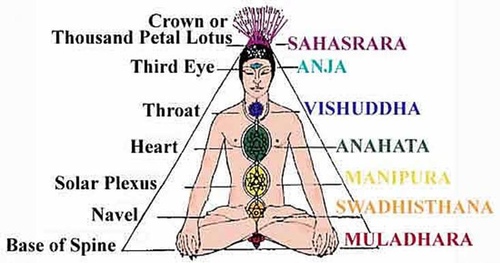 Crown or
Thousand Petal Lotus
SAHASRARA
Third Eye
ANJA
Throat
VISHUDDHA
Heart
ANAHATA
Solar Plexus
MANIPURA
Navel
SWADHISTHANA
Base of Spine
MULADHARA